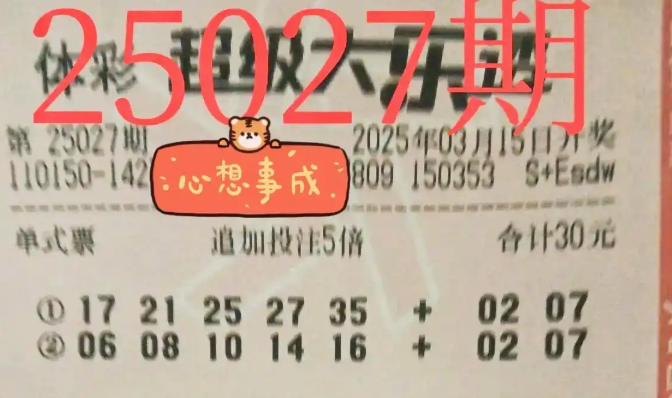 25027期
体彩 超级大乐透
第 25027期 2025年03月15日开奖
110150-142 809 150353 S+Esdw
心想事成
单式票 追加投注5倍 合计30元
① 17 21 25 27 35 + 02 07
② 06 08 10 14 16 + 02 07